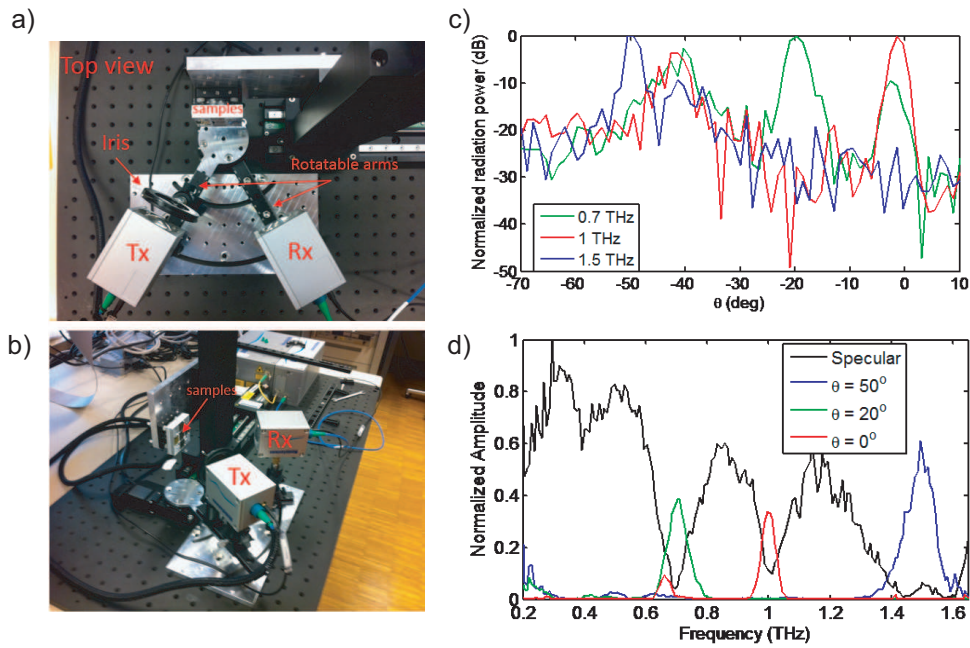 a)
Top view
samples
Iris
Rotatable arms
Tx
Rx
b)
samples
Rx
Tx
c)
Normalized radiation power (dB)
0
-10
-20
-30
-40
-50
-70 -60 -50 -40 -30 -20 -10 0 10
θ (deg)
0.7 THz
1 THz
1.5 THz
d)
Normalized Amplitude
1
0.8
0.6
0.4
0.2
0
0.2 0.4 0.6 0.8 1 1.2 1.4 1.6
Frequency (THz)
Specular
θ = 50°
θ = 20°
θ = 0°